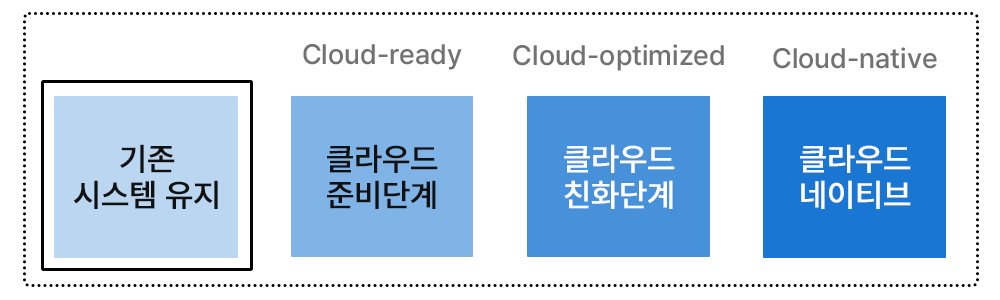 Cloud-ready
Cloud-optimized
Cloud-native
기존
시스템 유지
클라우드
준비단계
클라우드
친화단계
클라우드
네이티브